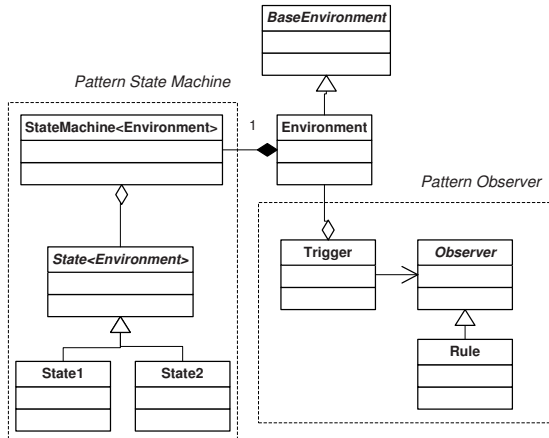 BaseEnvironment
Pattern State Machine
StateMachine<Environment>
1
Environment
Pattern Observer
State<Environment>
Trigger
Observer
Rule
State1
State2